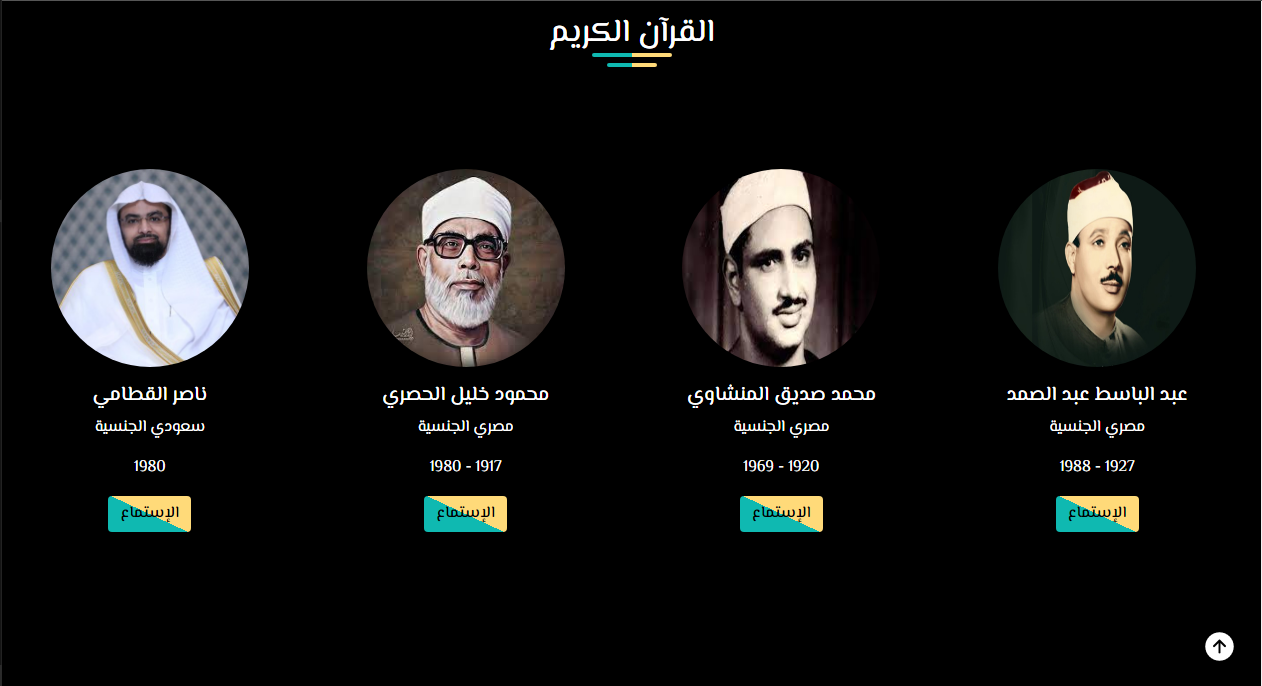 القرآن الكريم
عبد الباسط عبد الصمد
مصري الجنسية
1927 - 1988
الإستماع
محمد صديق المنشاوي
مصري الجنسية
1920 - 1969
الإستماع
محمود خليل الحصري
مصري الجنسية
1917 - 1980
الإستماع
ناصر القطامي
سعودي الجنسية
1980
الإستماع